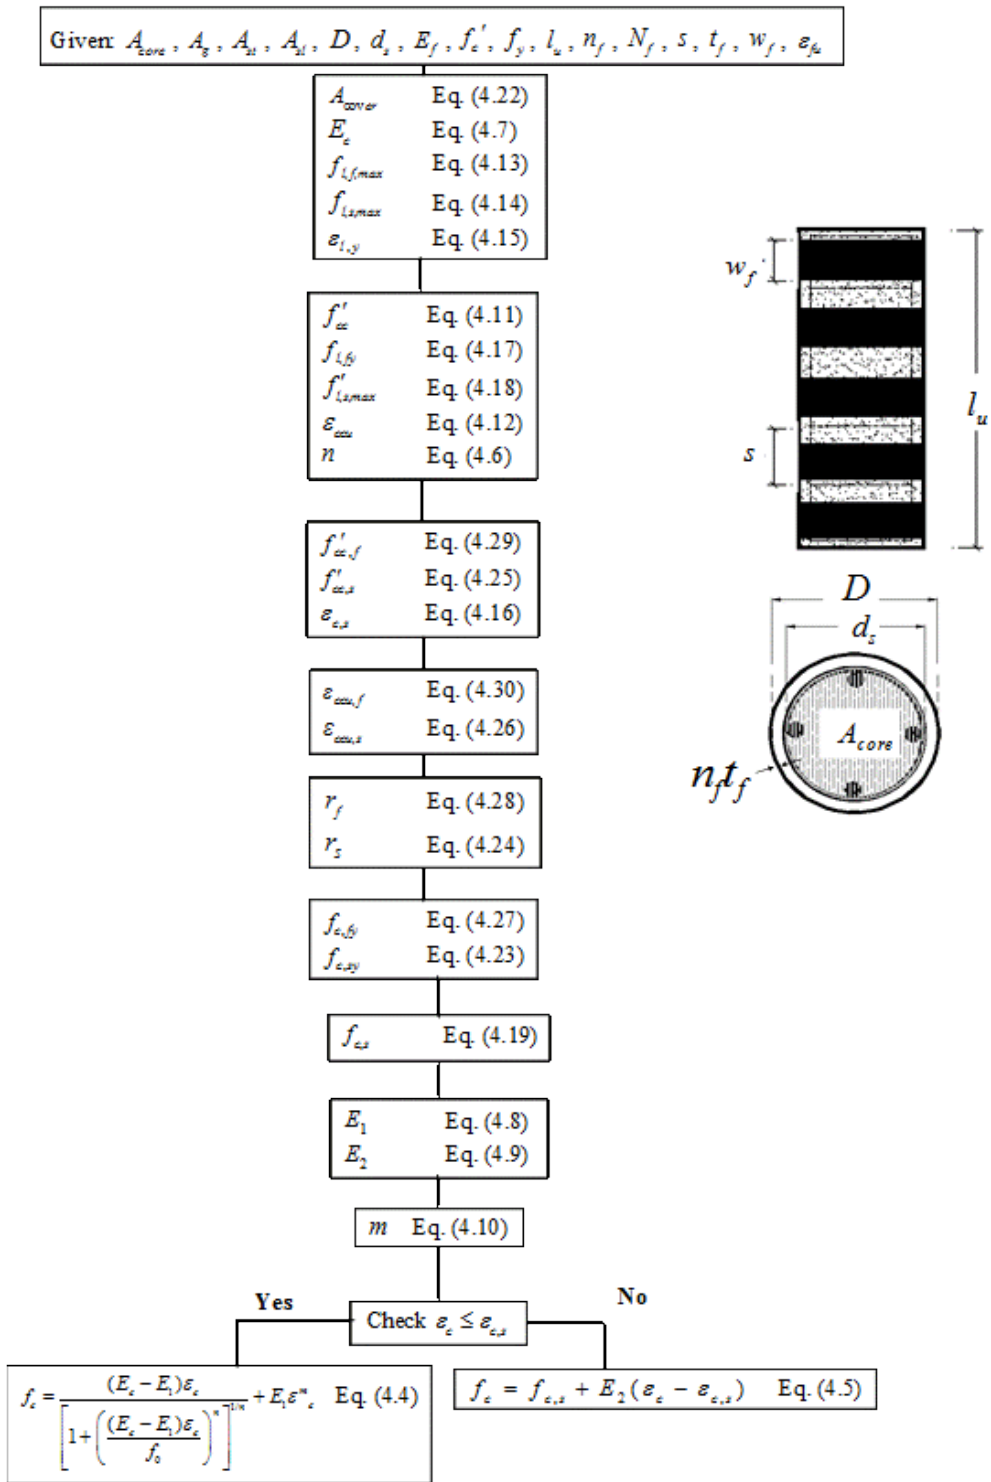 Given: A_core , A_g , A_st , A_sl , D , d_s , E_f , f_c′ , f_y , l_u , n_f , N_f , s , t_f , w_f , ε_fu
A_cover Eq. (4.22)
E_c Eq. (4.7)
f_l,f,max Eq. (4.13)
f_l,s,max Eq. (4.14)
ε_l,y Eq. (4.15)
f′_cc Eq. (4.11)
f_l,fy Eq. (4.17)
f′_l,s,max Eq. (4.18)
ε_ccu Eq. (4.12)
n Eq. (4.6)
f′_cc,f Eq. (4.29)
f′_cc,s Eq. (4.25)
ε_c,s Eq. (4.16)
ε_ccu,f Eq. (4.30)
ε_ccu,s Eq. (4.26)
r_f Eq. (4.28)
r_s Eq. (4.24)
f_c,fy Eq. (4.27)
f_c,sy Eq. (4.23)
f_c,s Eq. (4.19)
E_1 Eq. (4.8)
E_2 Eq. (4.9)
m Eq. (4.10)
Yes
Check ε_c ≤ ε_c,s
No
f_c = (E_c − E_1)ε_c / [1 + ((E_c − E_1)ε_c / f_0)^n]^1/n + E_1 ε^m_c Eq. (4.4)
f_c = f_c,s + E_2 (ε_c − ε_c,s) Eq. (4.5)
w_f
l_u
s
D
d_s
A_core
n_f t_f